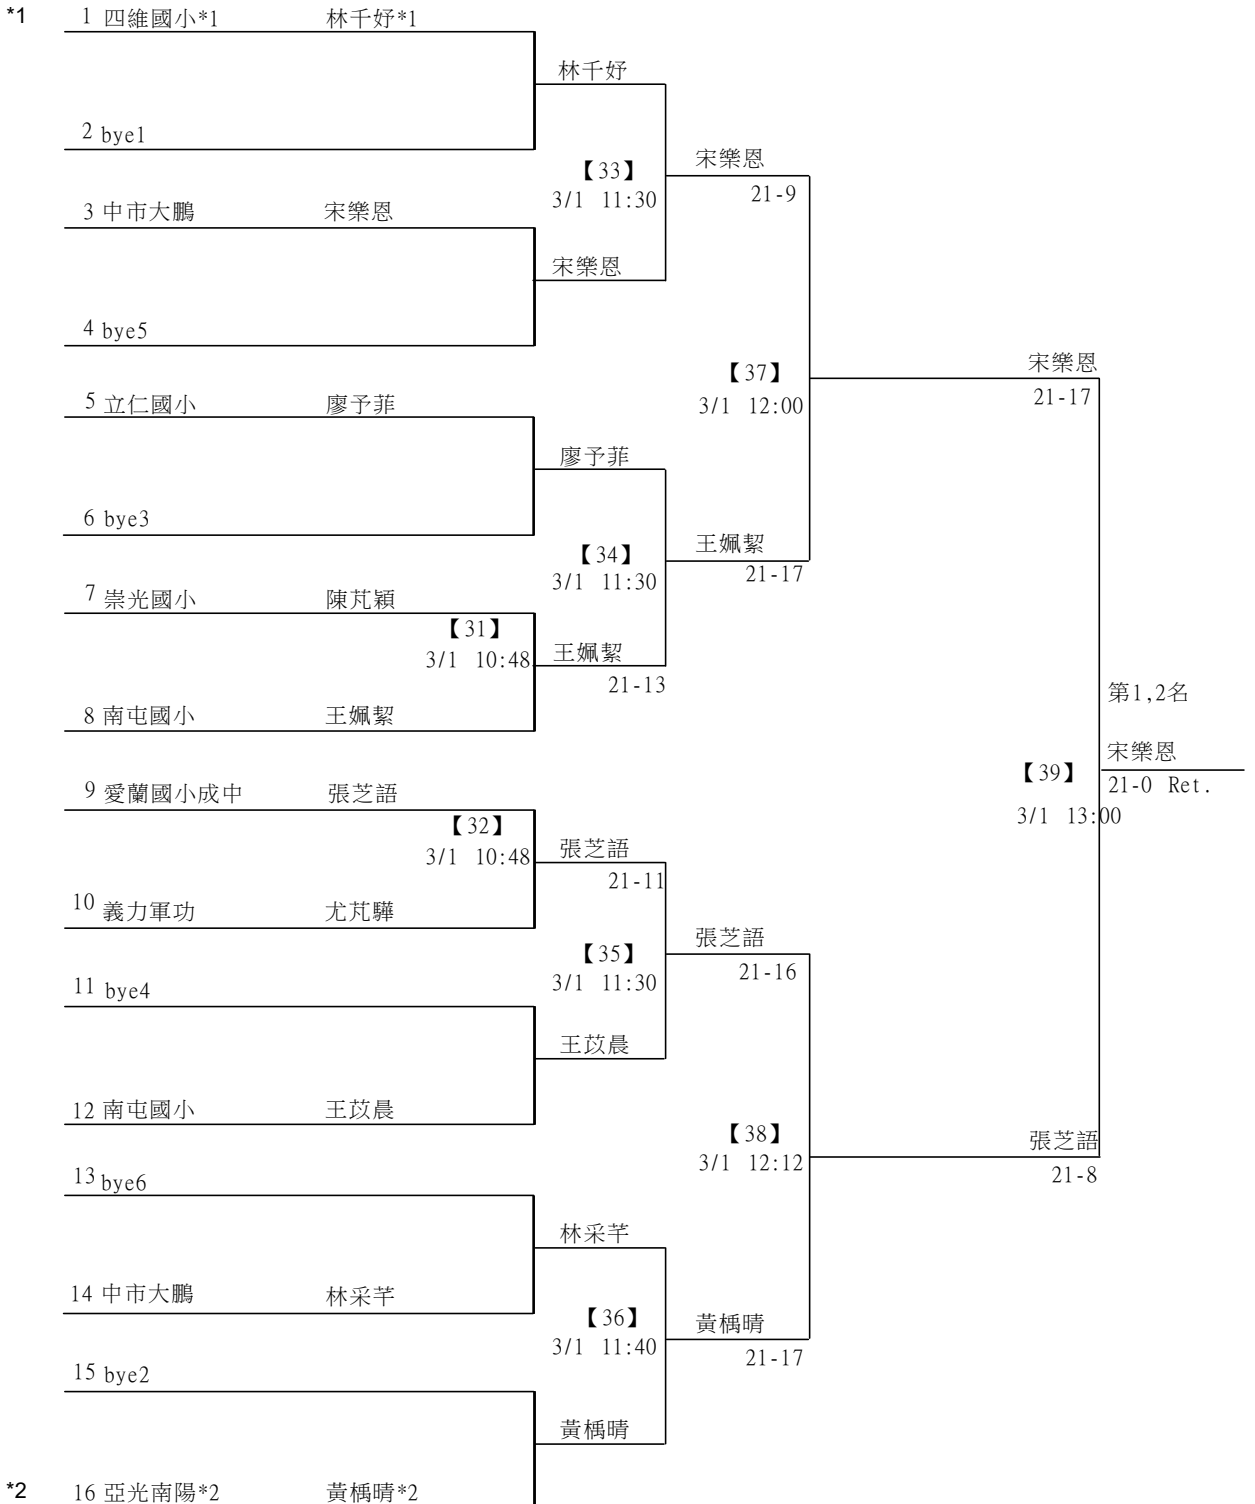 *1 1 四維國小*1 林千妤*1
林千妤
2 bye1
【33】
3/1 11:30
宋樂恩
21-9
3 中市大鵬 宋樂恩
宋樂恩
4 bye5
【37】
3/1 12:00
宋樂恩
21-17
5 立仁國小 廖予菲
廖予菲
6 bye3
【34】
3/1 11:30
王姵絜
21-17
7 崇光國小 陳芃穎
【31】
3/1 10:48
王姵絜
21-13
8 南屯國小 王姵絜
第1,2名
宋樂恩
【39】
21-0 Ret.
3/1 13:00
9 愛蘭國小成中 張芝語
【32】
3/1 10:48
張芝語
21-11
10 義力軍功 尤芃驊
【35】
3/1 11:30
張芝語
21-16
11 bye4
王苡晨
12 南屯國小 王苡晨
【38】
3/1 12:12
張芝語
21-8
13 bye6
林采芊
14 中市大鵬 林采芊
【36】
3/1 11:40
黃楀晴
21-17
15 bye2
黃楀晴
*2 16 亞光南陽*2 黃楀晴*2